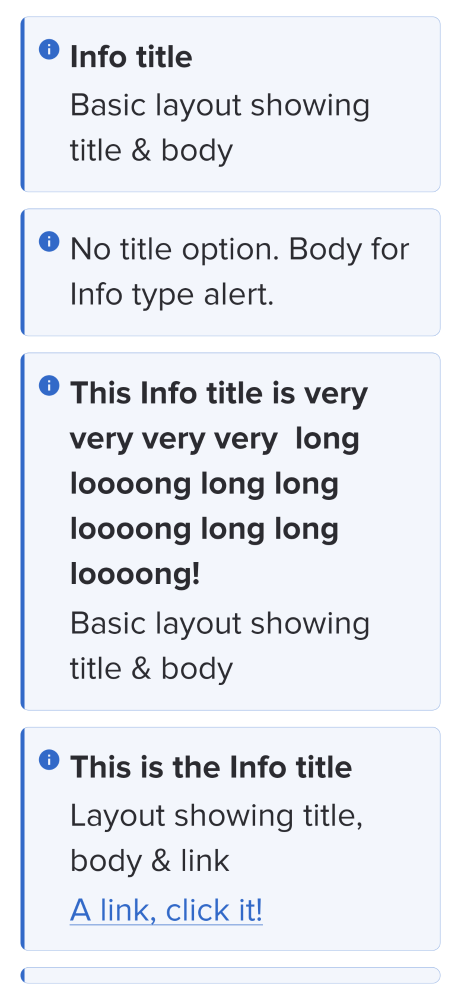 Info title
Basic layout showing
title & body
No title option. Body for
Info type alert.
This Info title is very
very very very  long
loooong long long
loooong long long
loooong!
Basic layout showing
title & body
This is the Info title
Layout showing title,
body & link
A link, click it!